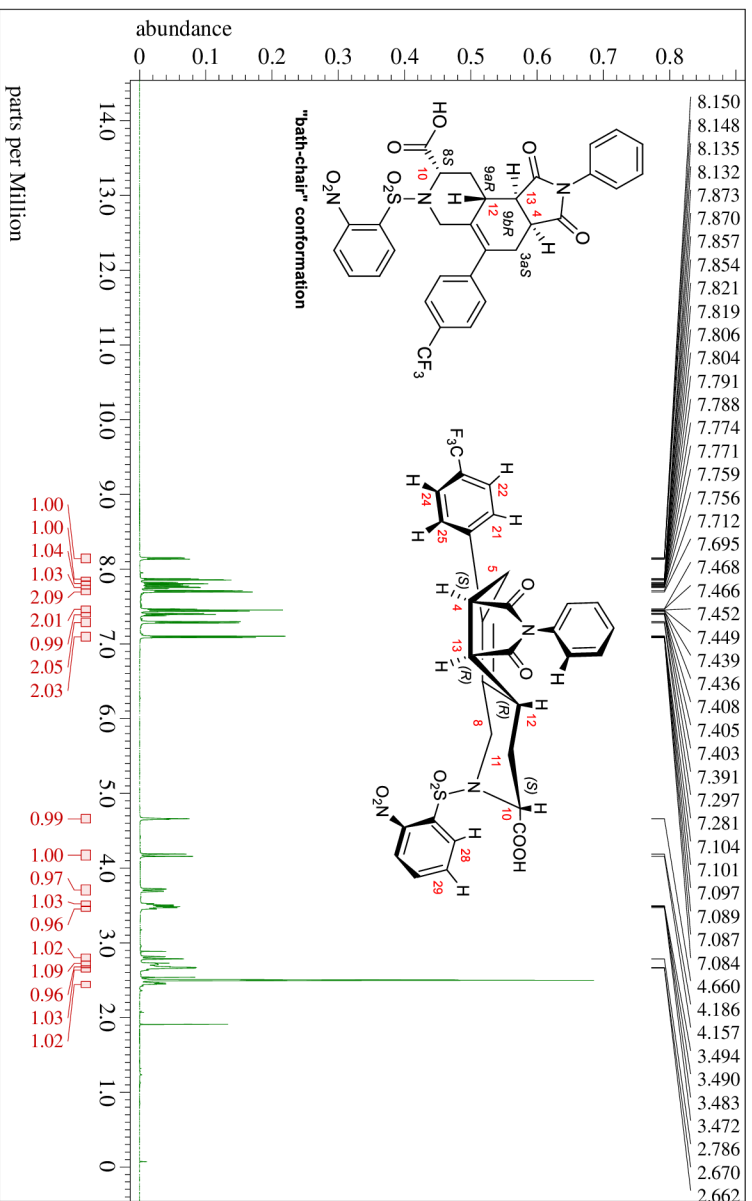 abundance
0 0.1 0.2 0.3 0.4 0.5 0.6 0.7 0.8
8.150
8.148
8.135
8.132
7.873
7.870
7.857
7.854
7.821
7.819
7.806
7.804
7.791
7.788
7.774
7.771
7.759
7.756
7.712
7.695
7.468
7.466
7.452
7.449
7.439
7.436
7.408
7.405
7.403
7.391
7.297
7.281
7.104
7.101
7.097
7.089
7.087
7.084
4.660
4.186
4.157
3.494
3.490
3.483
3.472
2.786
2.670
2.662
14.0 13.0 12.0 11.0 10.0 9.0 8.0 7.0 6.0 5.0 4.0 3.0 2.0 1.0 0
parts per Million
1.00
1.00
1.04
1.03
2.09
2.01
0.99
2.05
2.03
0.99
1.00
0.97
1.03
0.96
1.02
1.09
0.96
1.03
1.02
HO
O
8S
10
N
O2
S
O2N
9aR
H
12
H
13
9bR
4
H
3aS
O
N
O
CF3
"bath-chair" conformation
F3C
H
22
H
24
H
21
H
25
5
(S)
H
4
O
N
O
H
13
H
(R)
(R)
H
12
8
11
(S)
H
10
COOH
N
O2
S
O2N
H
28
H
29